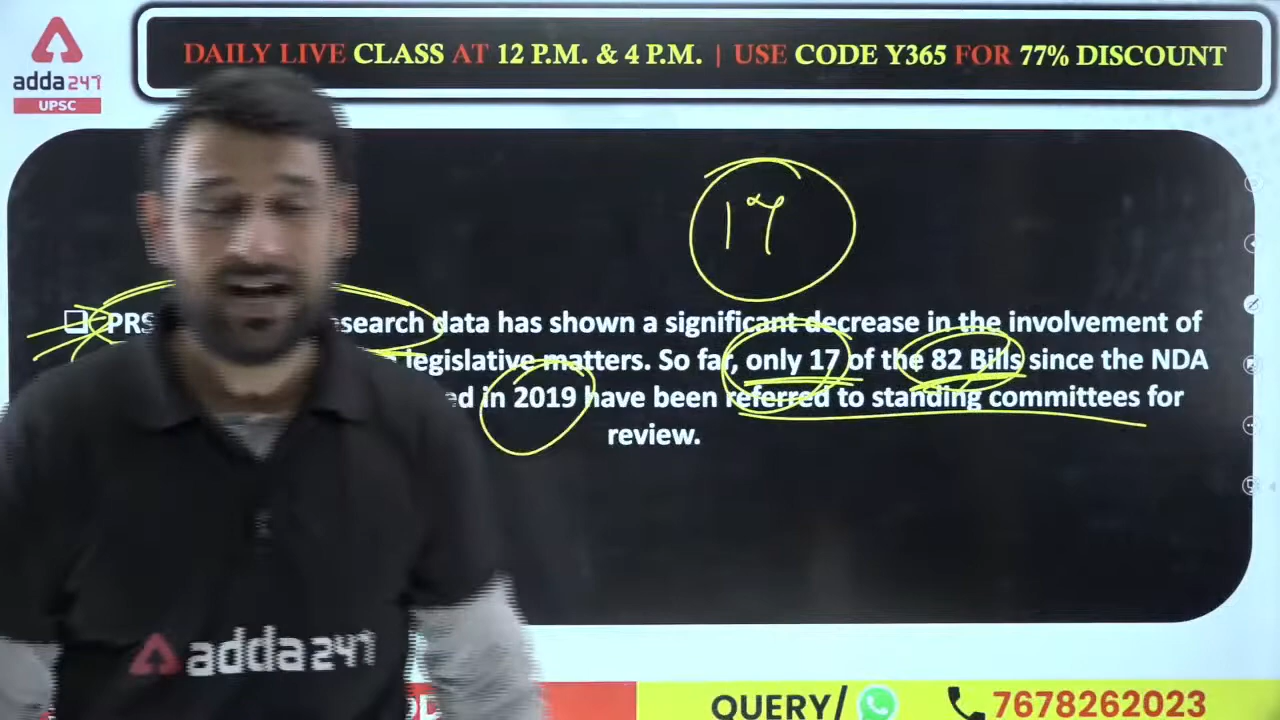 DAILY LIVE CLASS AT 12 P.M. & 4 P.M. | USE CODE Y365 FOR 77% DISCOUNT
adda247
UPSC
17
PRS search data has shown a significant decrease in the involvement of
legislative matters. So far, only 17 of the 82 Bills since the NDA
ed in 2019 have been referred to standing committees for
review.
adda247
QUERY/ 7678262023